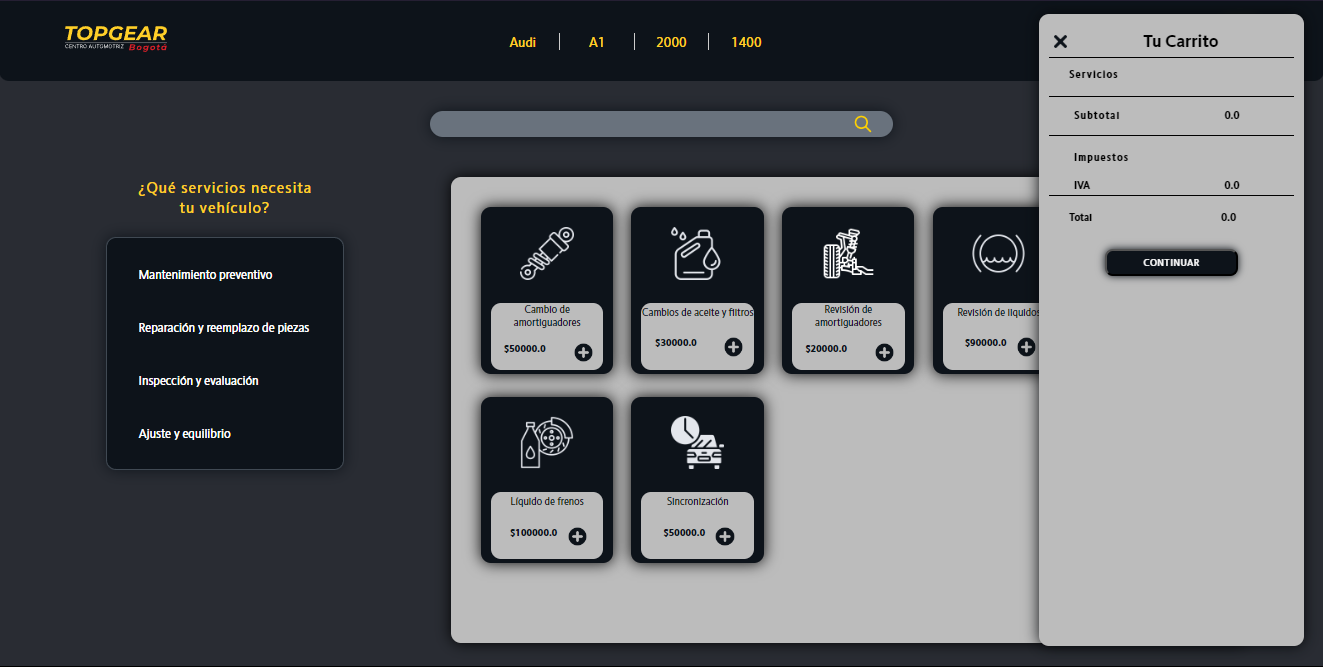 TOPGEAR
CENTRO AUTOMOTRIZ Bogotá
Audi
A1
2000
1400
¿Qué servicios necesita
tu vehículo?
Mantenimiento preventivo
Reparación y reemplazo de piezas
Inspección y evaluación
Ajuste y equilibrio
Cambio de
amortiguadores
$50000.0
Cambios de aceite y filtros
$30000.0
Revisión de
amortiguadores
$20000.0
Revisión de liquidos
$90000.0
Líquido de frenos
$100000.0
Sincronización
$50000.0
Tu Carrito
Servicios
Subtotal 0.0
Impuestos
IVA 0.0
Total 0.0
CONTINUAR